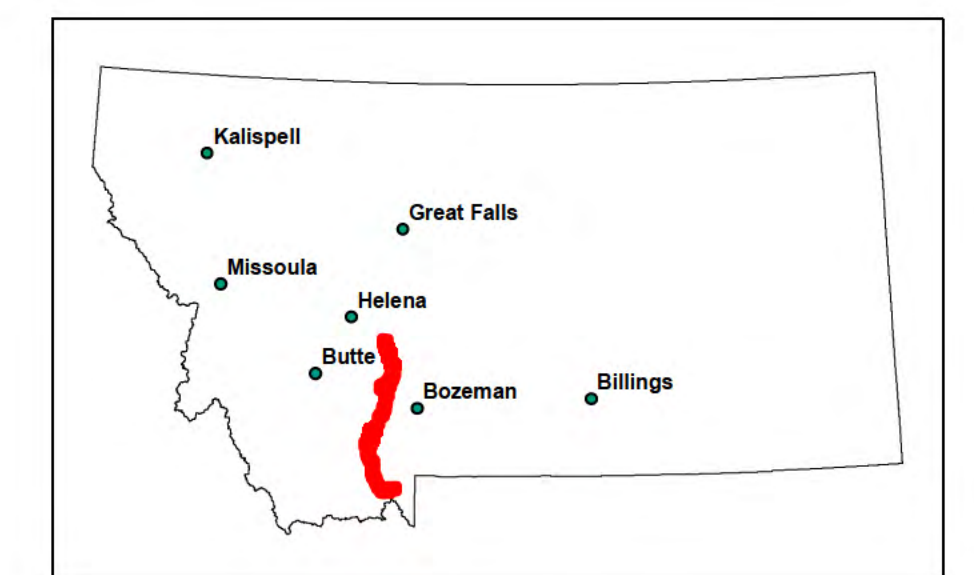 Kalispell
Great Falls
Missoula
Helena
Butte
Bozeman
Billings